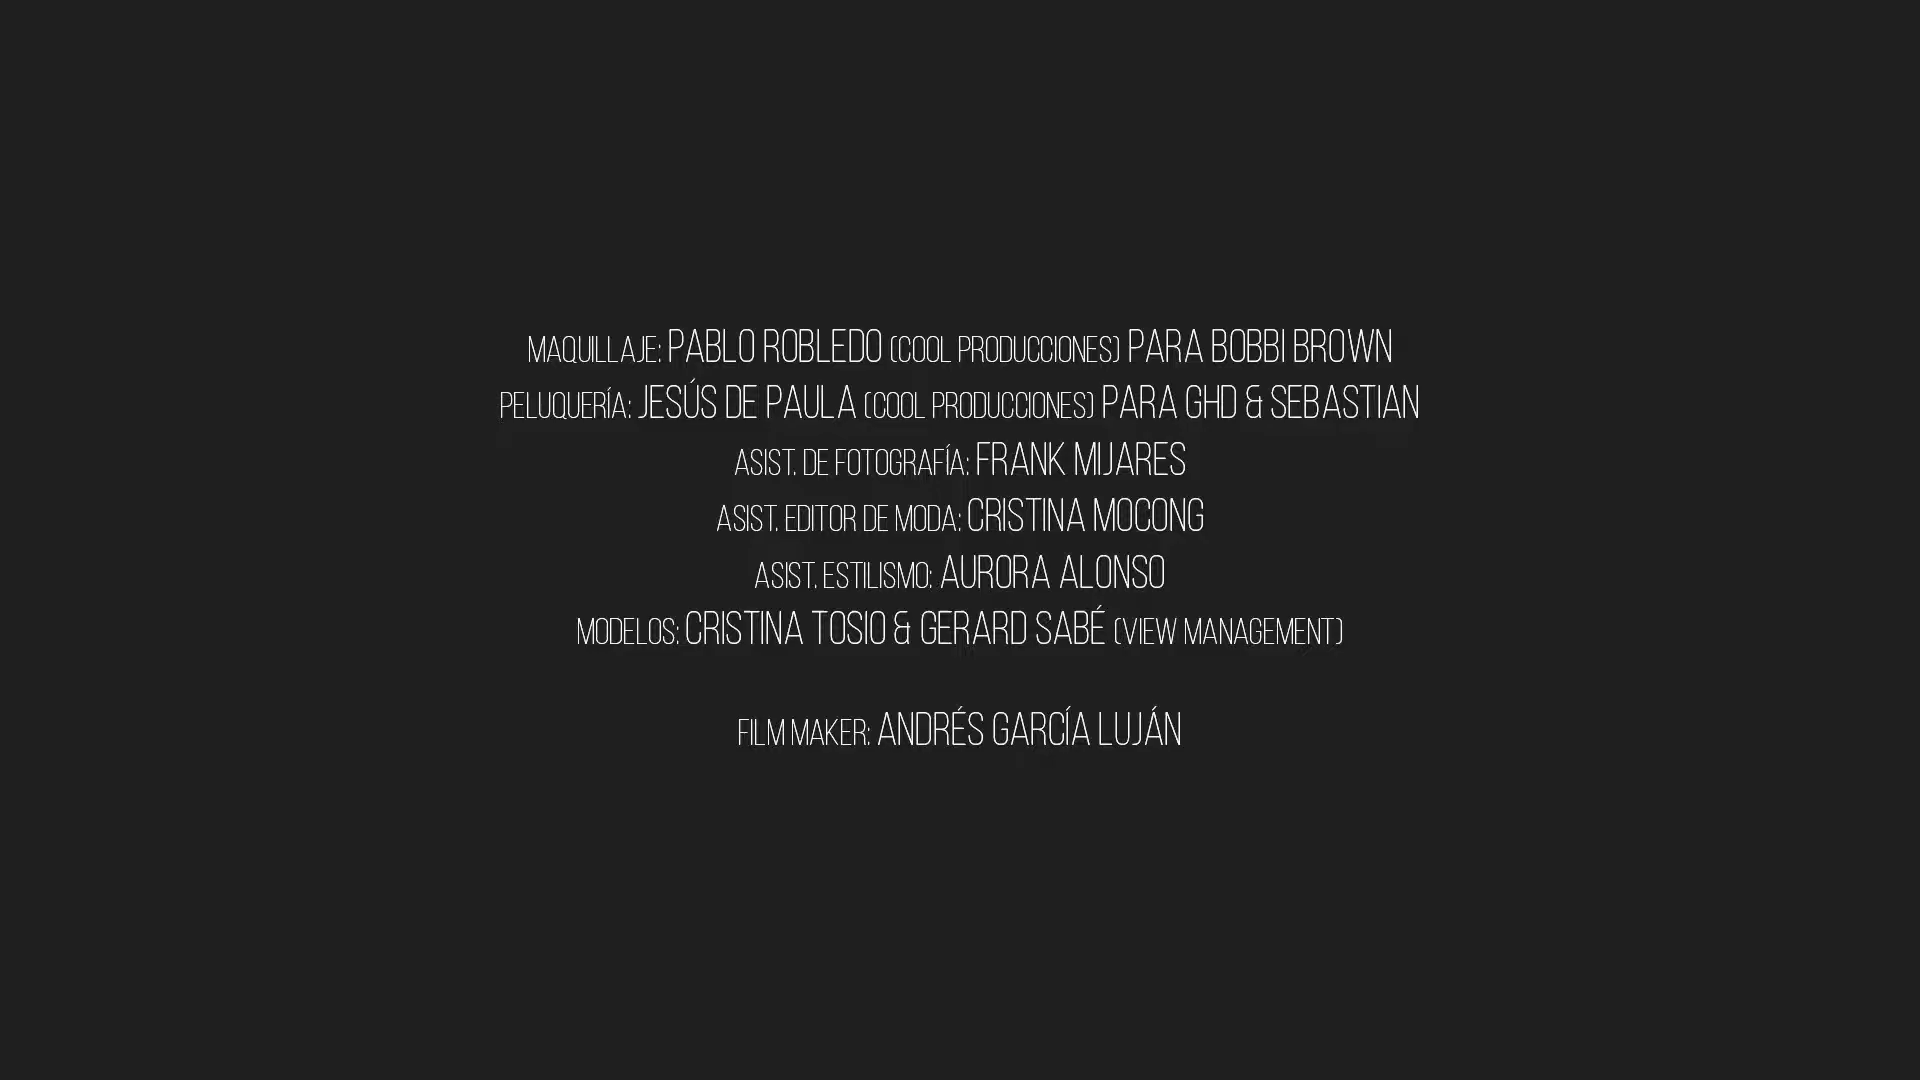 MAQUILLAJE: PABLO ROBLEDO (COOL PRODUCCIONES) PARA BOBBI BROWN
PELUQUERÍA: JESÚS DE PAULA (COOL PRODUCCIONES) PARA GHD & SEBASTIAN
ASIST. DE FOTOGRAFÍA: FRANK MIJARES
ASIST. EDITOR DE MODA: CRISTINA MOCONG
ASIST. ESTILISMO: AURORA ALONSO
MODELOS: CRISTINA TOSIO & GERARD SABÉ (VIEW MANAGEMENT)
FILM MAKER: ANDRÉS GARCÍA LUJÁN